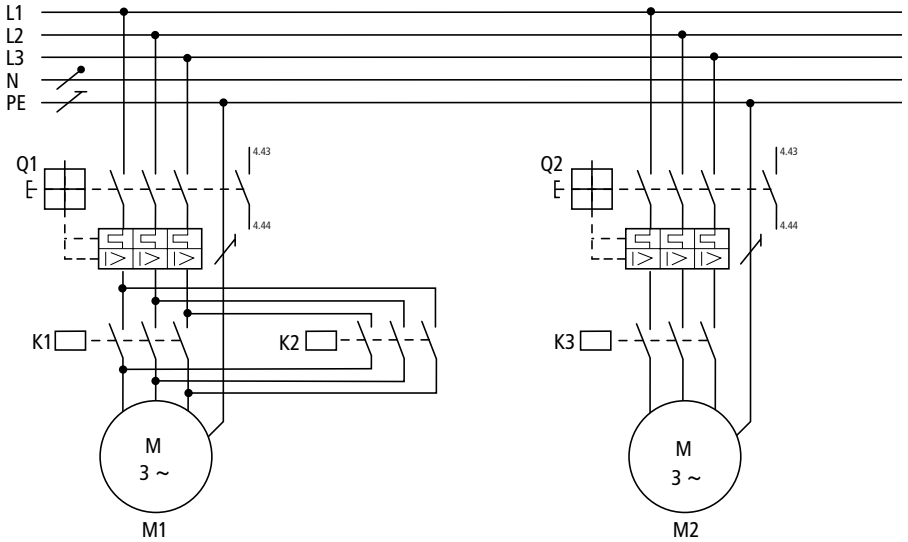 L1
L2
L3
N
PE
Q1
4.43
4.44
Q2
4.43
4.44
I> I> I>
I> I> I>
K1
K2
K3
M
3 ~
M
3 ~
M1
M2